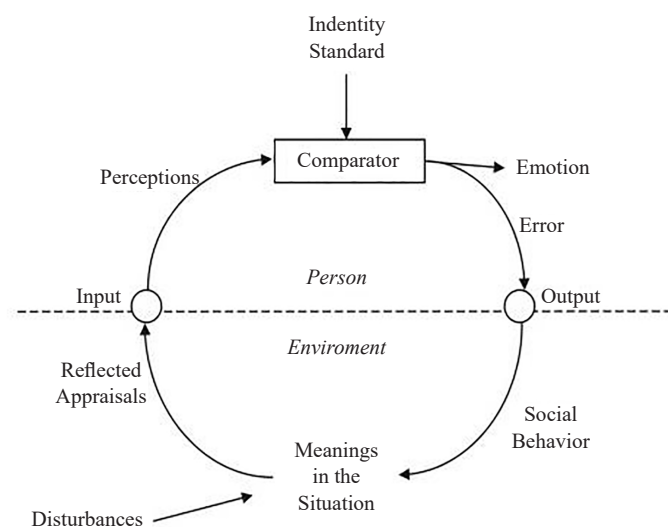 Indentity
Standard
Comparator
Perceptions
Emotion
Error
Person
Input
Output
Enviroment
Reflected
Appraisals
Social
Behavior
Meanings
in the
Situation
Disturbances